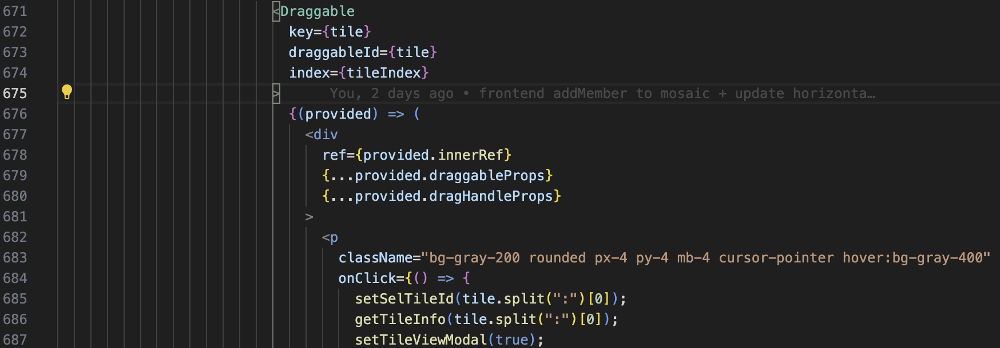 671 <Draggable
672 key={tile}
673 draggableId={tile}
674 index={tileIndex}
675 > You, 2 days ago • frontend addMember to mosaic + update horizonta…
676 {(provided) => (
677 <div
678 ref={provided.innerRef}
679 {...provided.draggableProps}
680 {...provided.dragHandleProps}
681 >
682 <p
683 className="bg-gray-200 rounded px-4 py-4 mb-4 cursor-pointer hover:bg-gray-400"
684 onClick={() => {
685 setSelTileId(tile.split(":")[0]);
686 getTileInfo(tile.split(":")[0]);
687 setTileViewModal(true);